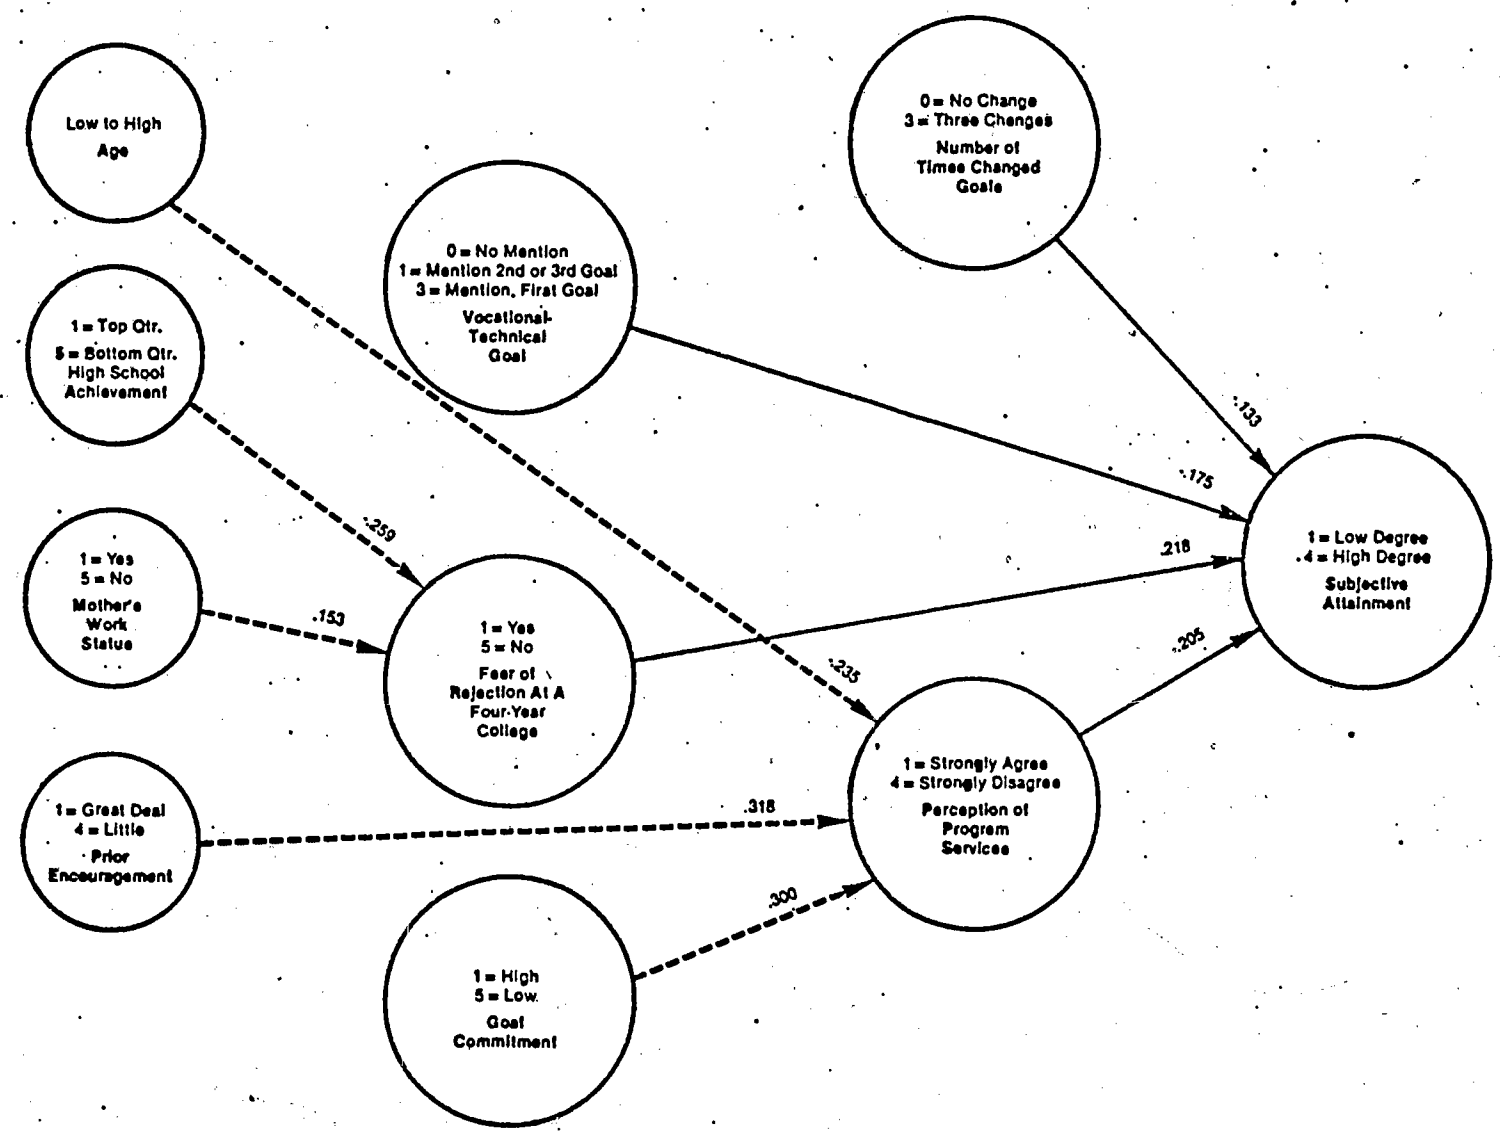 Low to High
Age
1 = Top Qtr.
5 = Bottom Qtr.
High School
Achievement
1 = Yes
5 = No
Mother's
Work
Status
1 = Great Deal
4 = Little
Prior
Encouragement
0 = No Mention
1 = Mention 2nd or 3rd Goal
3 = Mention, First Goal
Vocational-
Technical
Goal
-.259
.153
1 = Yes
5 = No
Fear of
Rejection At A
Four-Year
College
.318
1 = High
5 = Low
Goal
Commitment
.300
0 = No Change
3 = Three Changes
Number of
Times Changed
Goals
-.133
-.175
.218
-.235
-.205
1 = Strongly Agree
4 = Strongly Disagree
Perception of
Program
Services
1 = Low Degree
4 = High Degree
Subjective
Attainment